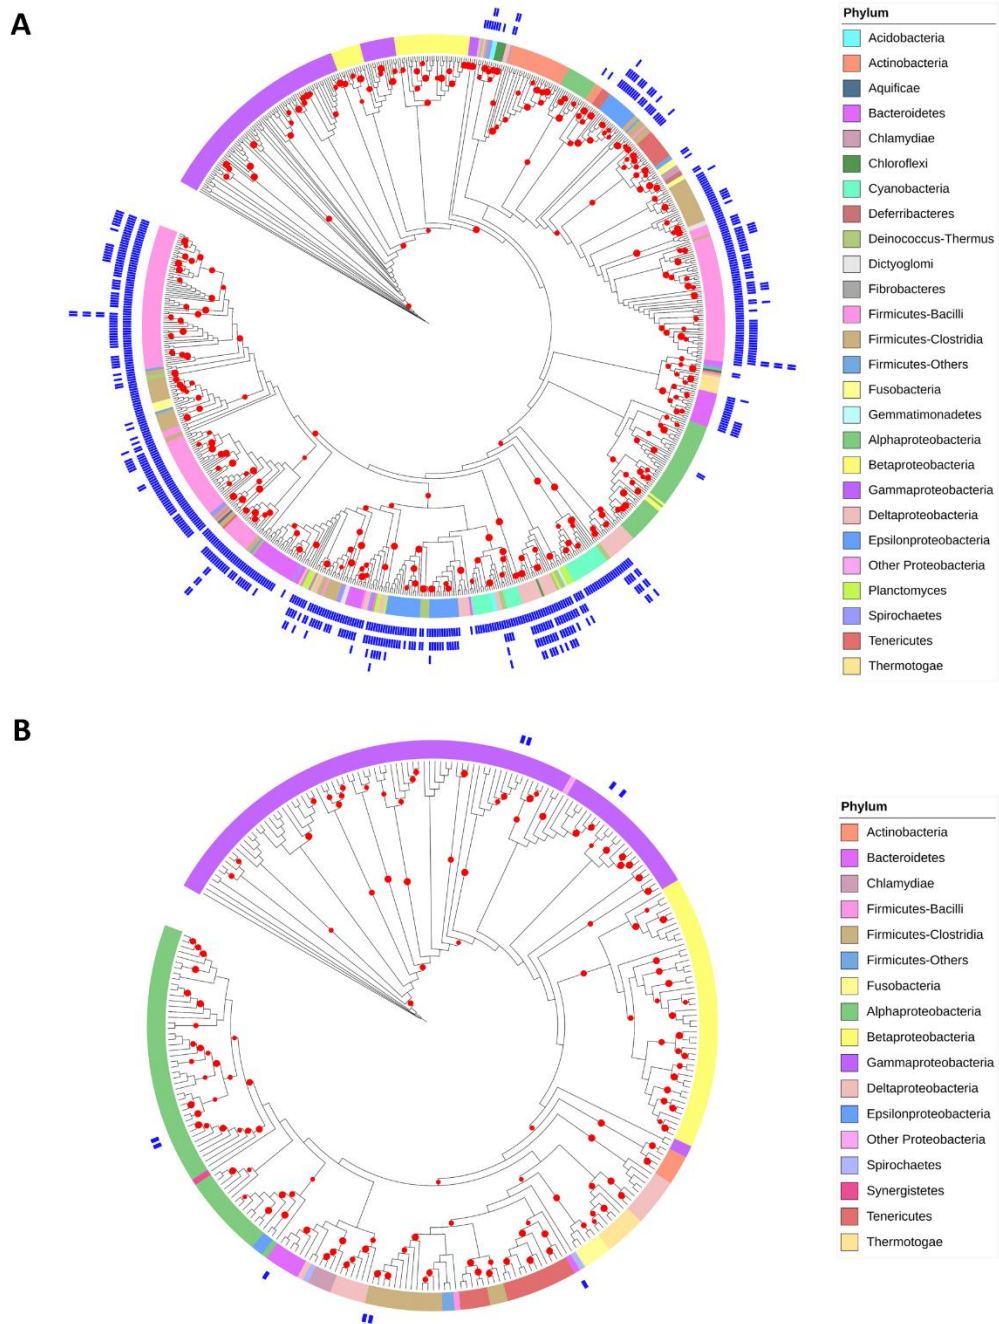 A
Phylum
Acidobacteria
Actinobacteria
Aquificae
Bacteroidetes
Chlamydiae
Chloroflexi
Cyanobacteria
Deferribacteres
Deinococcus-Thermus
Dictyoglomi
Fibrobacteres
Firmicutes-Bacilli
Firmicutes-Clostridia
Firmicutes-Others
Fusobacteria
Gemmatimonadetes
Alphaproteobacteria
Betaproteobacteria
Gammaproteobacteria
Deltaproteobacteria
Epsilonproteobacteria
Other Proteobacteria
Planctomyces
Spirochaetes
Tenericutes
Thermotogae
B
Phylum
Actinobacteria
Bacteroidetes
Chlamydiae
Firmicutes-Bacilli
Firmicutes-Clostridia
Firmicutes-Others
Fusobacteria
Alphaproteobacteria
Betaproteobacteria
Gammaproteobacteria
Deltaproteobacteria
Epsilonproteobacteria
Other Proteobacteria
Spirochaetes
Synergistetes
Tenericutes
Thermotogae